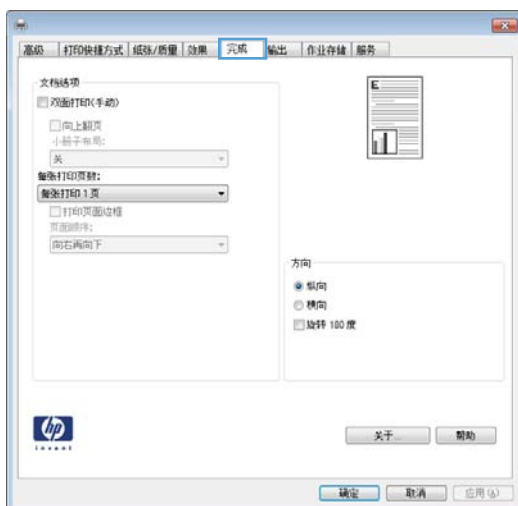 高级 打印快捷方式 纸张/质量 效果 完成 输出 作业存储 服务
文档选项
双面打印(手动)
向上翻页
小册子布局:
关
每张打印页数:
每张打印 1 页
打印页面边框
页面顺序:
向右再向下
E
方向
纵向
横向
旋转 180 度
hp
invent
关于... 帮助
确定 取消 应用(A)